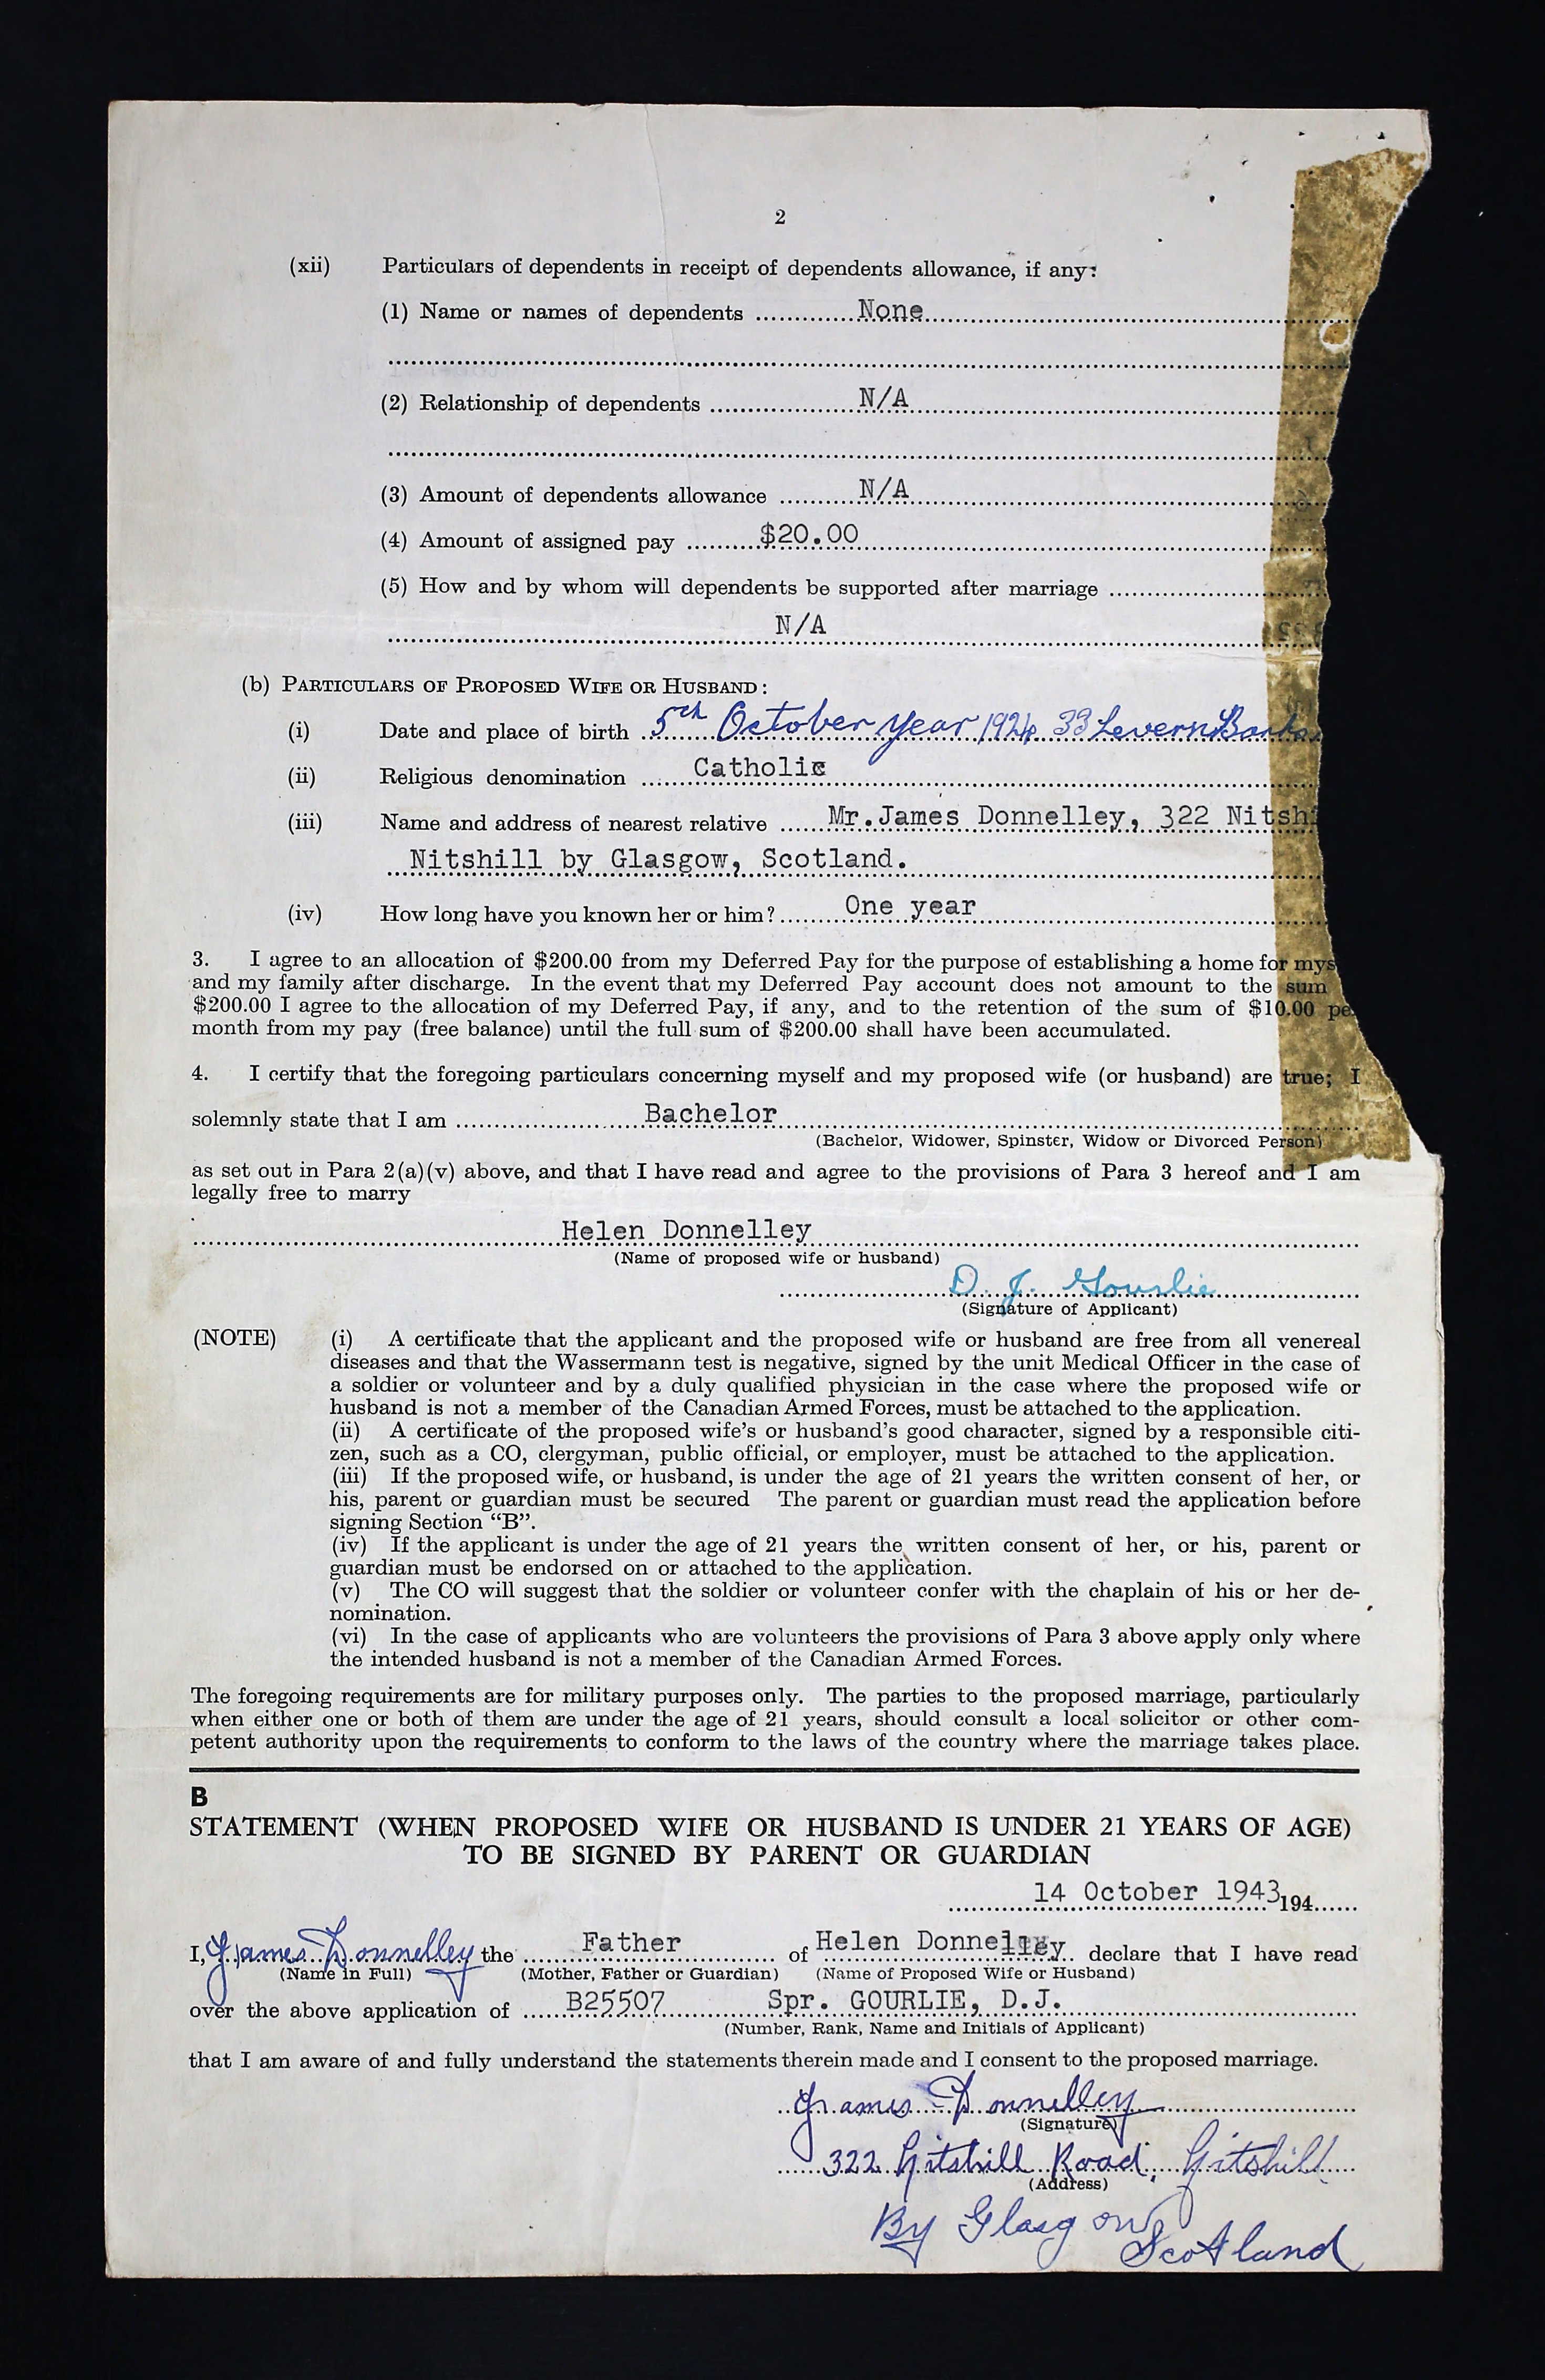 2
(xii) Particulars of dependents in receipt of dependents allowance, if any:
(1) Name or names of dependents None
(2) Relationship of dependents N/A
(3) Amount of dependents allowance N/A
(4) Amount of assigned pay $20.00
(5) How and by whom will dependents be supported after marriage
N/A
(b) PARTICULARS OF PROPOSED WIFE OR HUSBAND:
(i) Date and place of birth 5th October year 1924 33 Levern Banks
(ii) Religious denomination Catholic
(iii) Name and address of nearest relative Mr.James Donnelley, 322 Nitshi
Nitshill by Glasgow, Scotland.
(iv) How long have you known her or him? One year
3. I agree to an allocation of $200.00 from my Deferred Pay for the purpose of establishing a home for mys
and my family after discharge. In the event that my Deferred Pay account does not amount to the sum
$200.00 I agree to the allocation of my Deferred Pay, if any, and to the retention of the sum of $10.00 pe
month from my pay (free balance) until the full sum of $200.00 shall have been accumulated.
4. I certify that the foregoing particulars concerning myself and my proposed wife (or husband) are true; I
solemnly state that I am Bachelor
(Bachelor, Widower, Spinster, Widow or Divorced Person)
as set out in Para 2(a)(v) above, and that I have read and agree to the provisions of Para 3 hereof and I am
legally free to marry
Helen Donnelley
(Name of proposed wife or husband)
D. J. Gourlie
(Signature of Applicant)
(NOTE) (i) A certificate that the applicant and the proposed wife or husband are free from all venereal
diseases and that the Wassermann test is negative, signed by the unit Medical Officer in the case of
a soldier or volunteer and by a duly qualified physician in the case where the proposed wife or
husband is not a member of the Canadian Armed Forces, must be attached to the application.
(ii) A certificate of the proposed wife's or husband's good character, signed by a responsible citi-
zen, such as a CO, clergyman, public official, or employer, must be attached to the application.
(iii) If the proposed wife, or husband, is under the age of 21 years the written consent of her, or
his, parent or guardian must be secured The parent or guardian must read the application before
signing Section "B".
(iv) If the applicant is under the age of 21 years the written consent of her, or his, parent or
guardian must be endorsed on or attached to the application.
(v) The CO will suggest that the soldier or volunteer confer with the chaplain of his or her de-
nomination.
(vi) In the case of applicants who are volunteers the provisions of Para 3 above apply only where
the intended husband is not a member of the Canadian Armed Forces.
The foregoing requirements are for military purposes only. The parties to the proposed marriage, particularly
when either one or both of them are under the age of 21 years, should consult a local solicitor or other com-
petent authority upon the requirements to conform to the laws of the country where the marriage takes place.
B
STATEMENT (WHEN PROPOSED WIFE OR HUSBAND IS UNDER 21 YEARS OF AGE)
TO BE SIGNED BY PARENT OR GUARDIAN
14 October 1943 194
I, James Donnelley the Father of Helen Donnelley declare that I have read
(Name in Full) (Mother, Father or Guardian) (Name of Proposed Wife or Husband)
over the above application of B25507 Spr. GOURLIE, D.J.
(Number, Rank, Name and Initials of Applicant)
that I am aware of and fully understand the statements therein made and I consent to the proposed marriage.
James Donnelley
(Signature)
322 Nitshill Road, Nitshill
(Address)
By Glasgow
Scotland